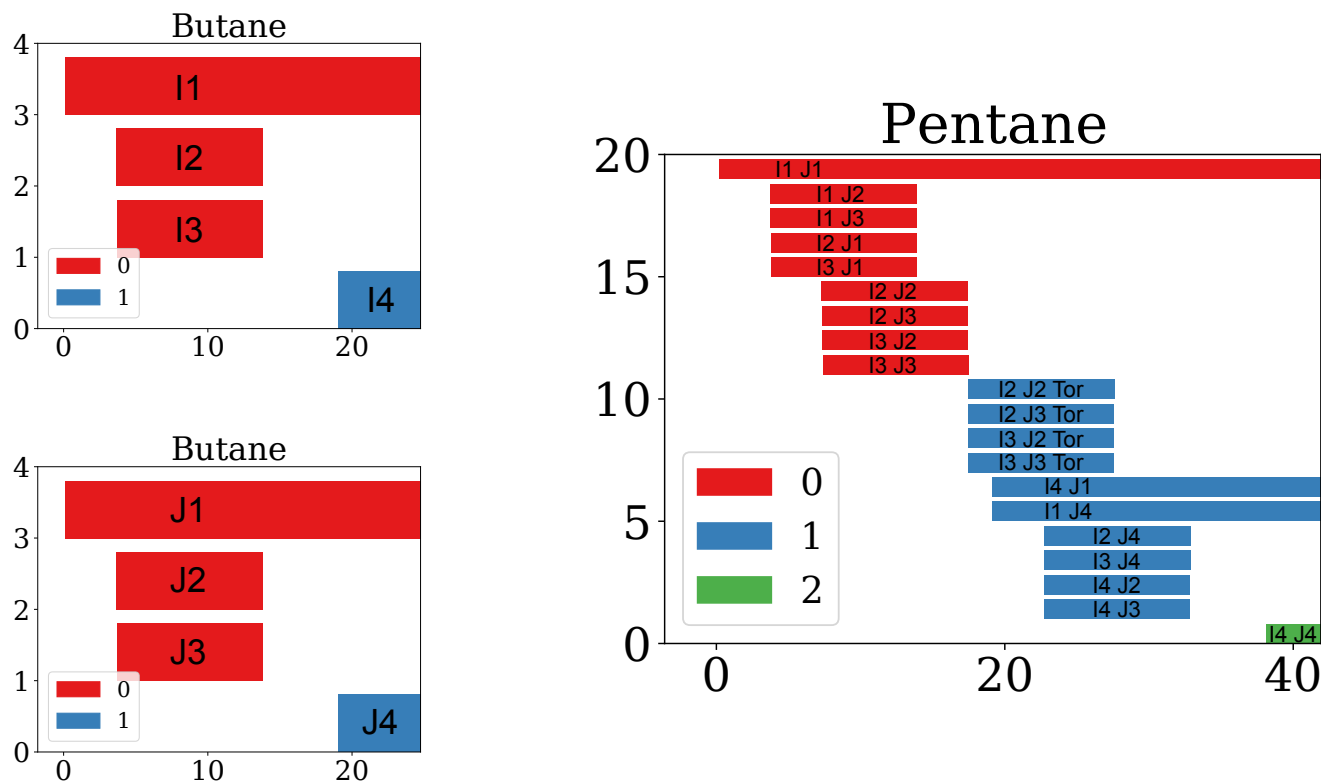 Butane
4
3
2
1
0
I1
I2
I3
I4
0
1
0
10
20
Butane
4
3
2
1
0
J1
J2
J3
J4
0
1
0
10
20
Pentane
20
15
10
5
0
I1 J1
I1 J2
I1 J3
I2 J1
I3 J1
I2 J2
I2 J3
I3 J2
I3 J3
I2 J2 Tor
I2 J3 Tor
I3 J2 Tor
I3 J3 Tor
I4 J1
I1 J4
I2 J4
I3 J4
I4 J2
I4 J3
I4 J4
0
1
2
0
20
40